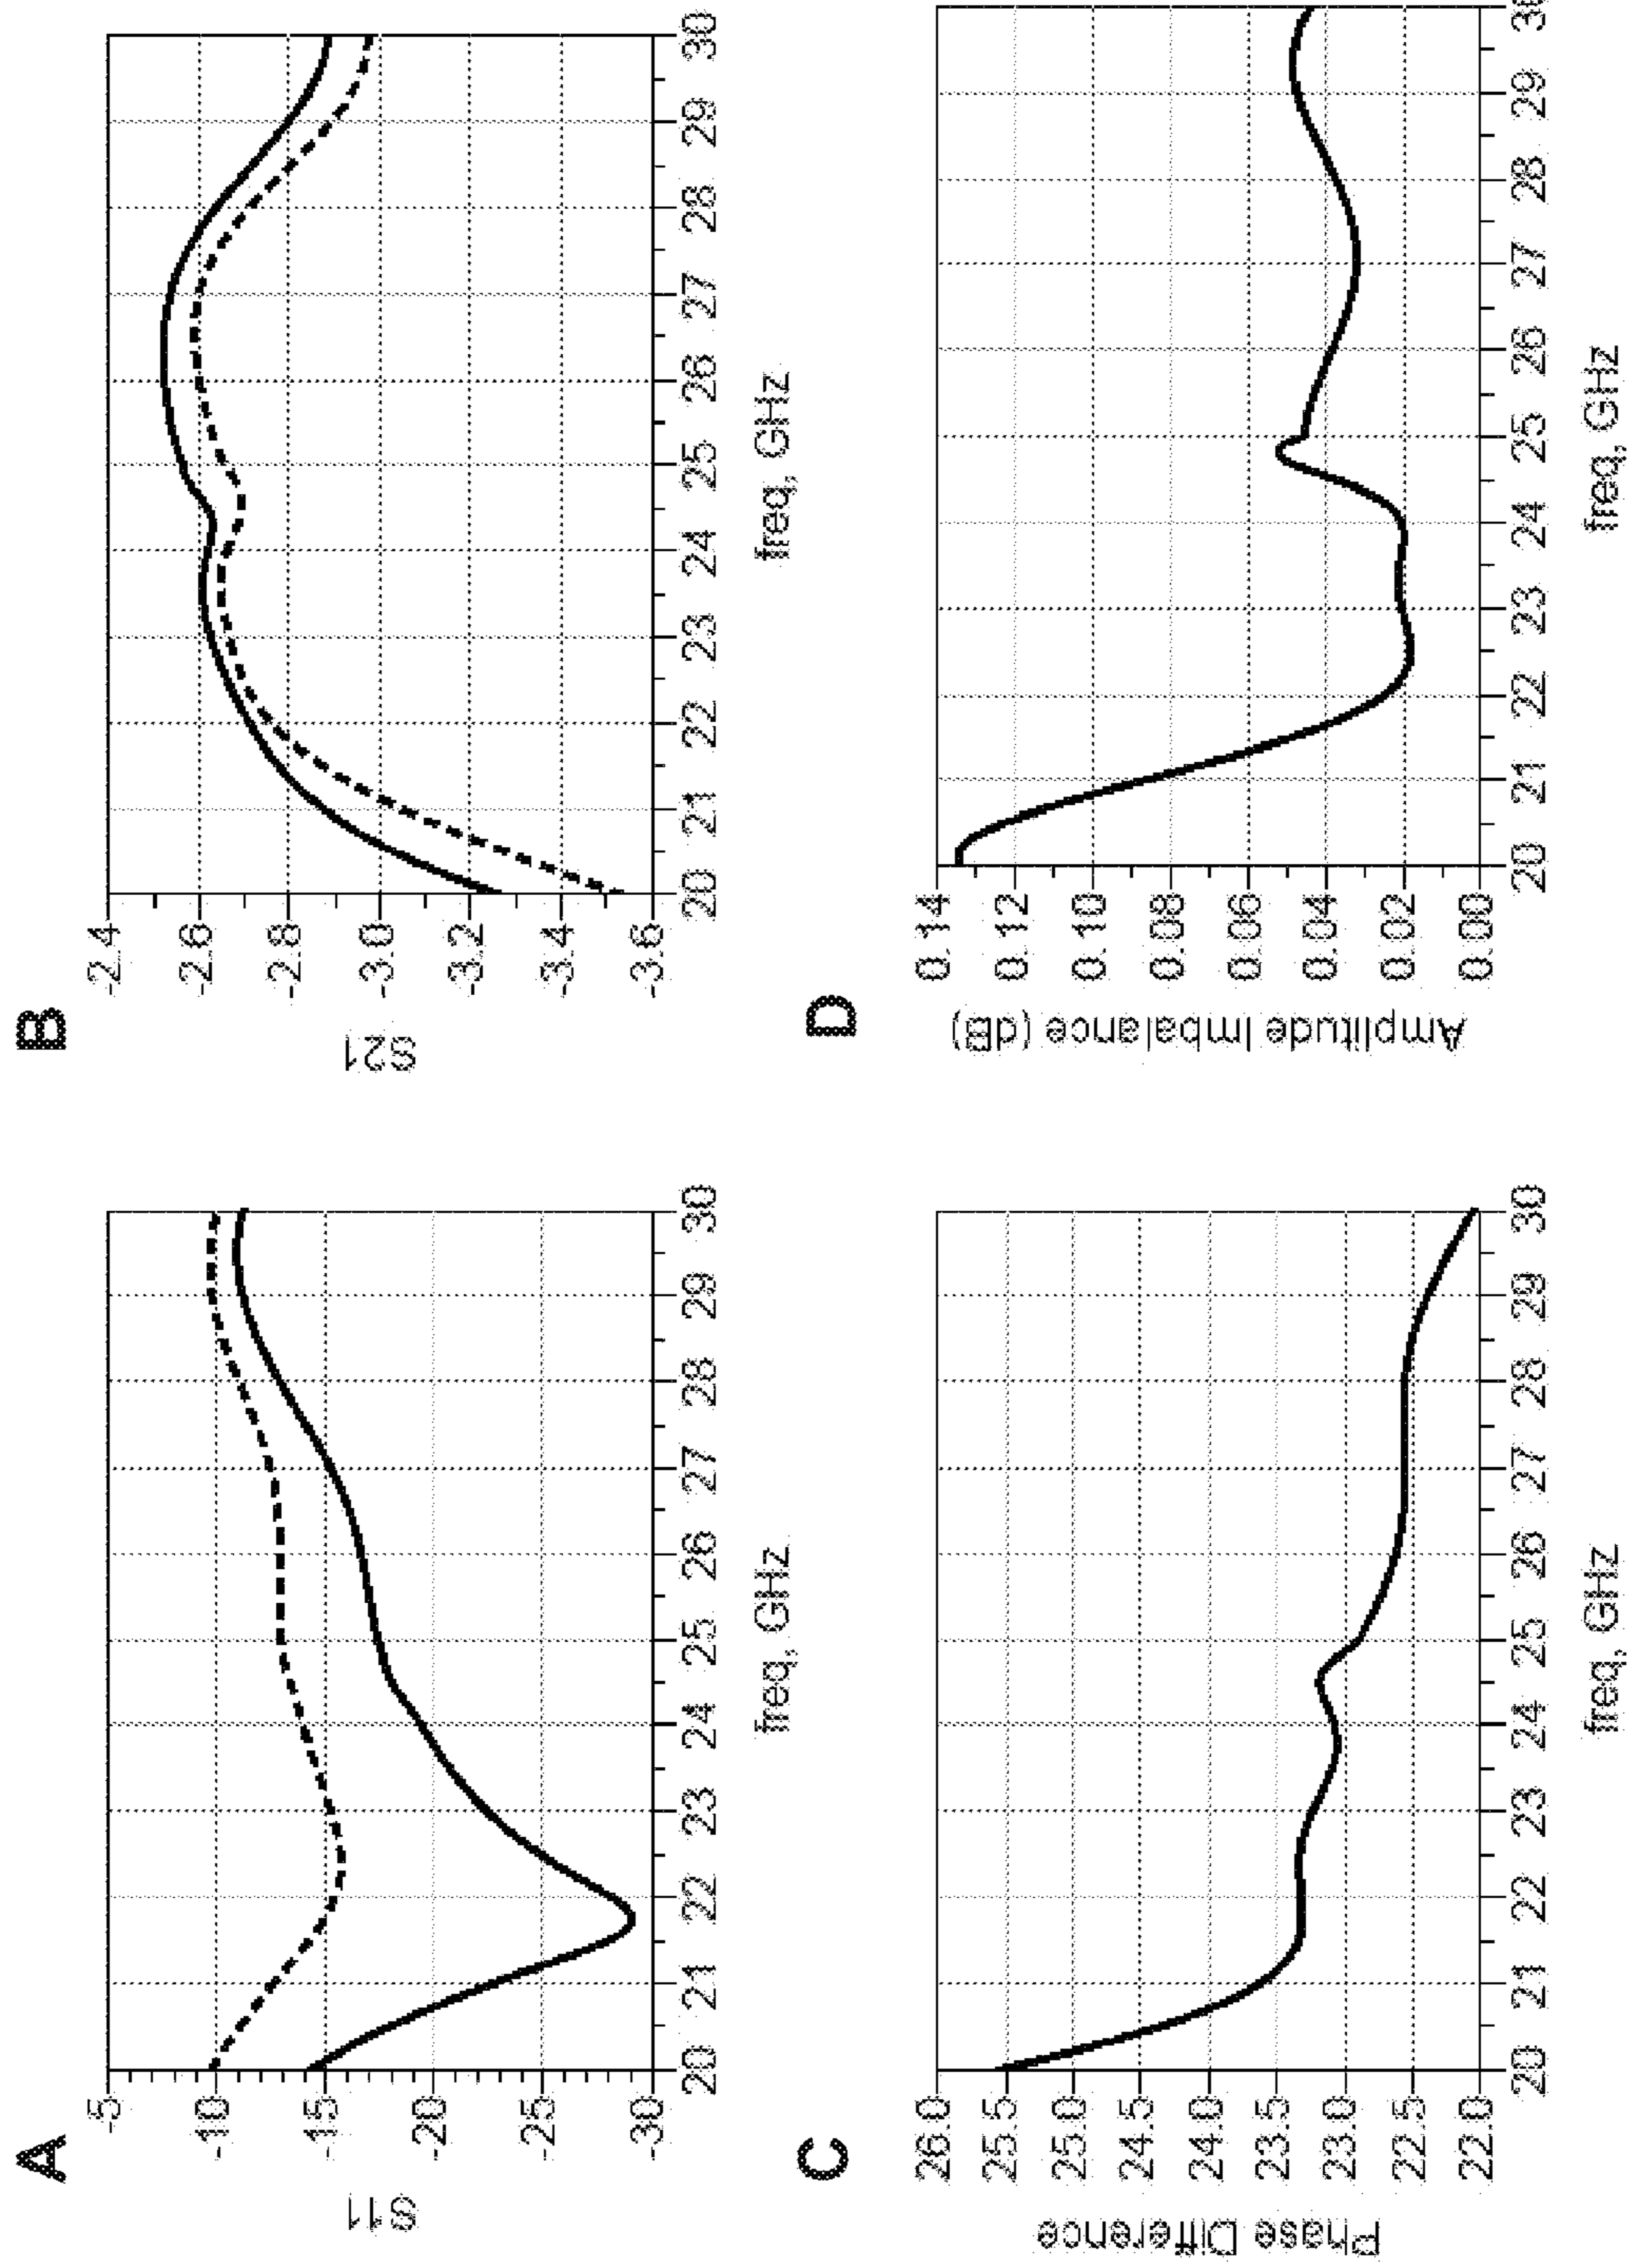 A
S11
-5
-10
-15
-20
-25
-30
20 21 22 23 24 25 26 27 28 29 30
freq, GHz
B
S21
-2.4
-2.6
-2.8
-3.0
-3.2
-3.4
-3.6
20 21 22 23 24 25 26 27 28 29 30
freq, GHz
C
Phase Difference
26.0
25.5
25.0
24.5
24.0
23.5
23.0
22.5
22.0
20 21 22 23 24 25 26 27 28 29 30
freq, GHz
D
Amplitude Imbalance (dB)
0.14
0.12
0.10
0.08
0.06
0.04
0.02
0.00
20 21 22 23 24 25 26 27 28 29 30
freq, GHz